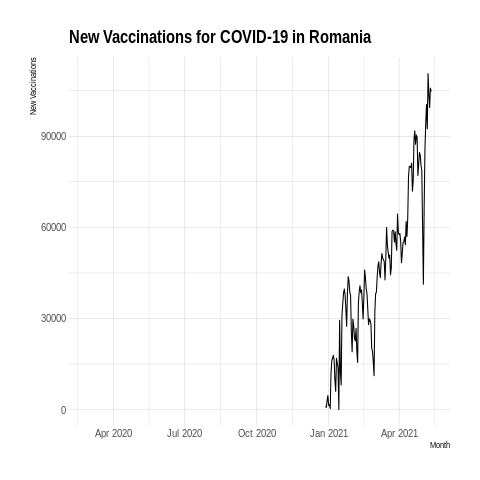 New Vaccinations for COVID-19 in Romania
New Vaccinations
90000
60000
30000
0
Apr 2020 Jul 2020 Oct 2020 Jan 2021 Apr 2021
Month